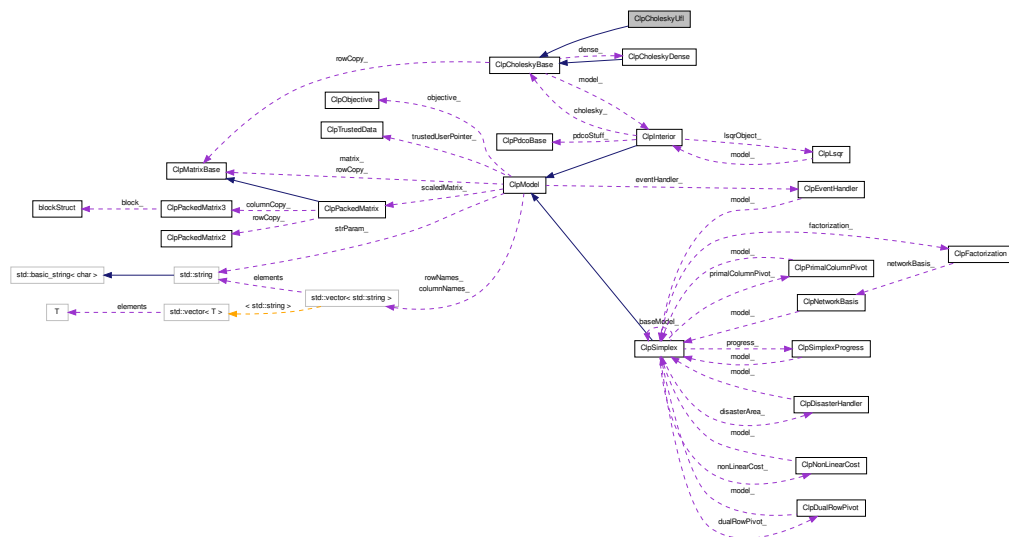 ClpCholeskyUfl
dense_
ClpCholeskyDense
rowCopy_
ClpCholeskyBase
model_
ClpObjective
objective_
cholesky_
ClpTrustedData
trustedUserPointer_
ClpPdcoBase
pdcoStuff_
ClpInterior
lsqrObject_
model_
ClpLsqr
matrix_
rowCopy_
ClpMatrixBase
scaledMatrix_
ClpModel
eventHandler_
ClpEventHandler
blockStruct
block_
ClpPackedMatrix3
columnCopy_
rowCopy_
ClpPackedMatrix
model_
ClpPackedMatrix2
strParam_
factorization_
ClpFactorization
model_
primalColumnPivot_
ClpPrimalColumnPivot
networkBasis_
std::basic_string< char >
std::string
elements
rowNames_
columnNames_
std::vector< std::string >
ClpNetworkBasis
T
elements
std::vector< T >
< std::string >
model_
baseModel_
ClpSimplex
progress_
model_
ClpSimplexProgress
model_
disasterArea_
ClpDisasterHandler
model_
nonLinearCost_
ClpNonLinearCost
model_
dualRowPivot_
ClpDualRowPivot